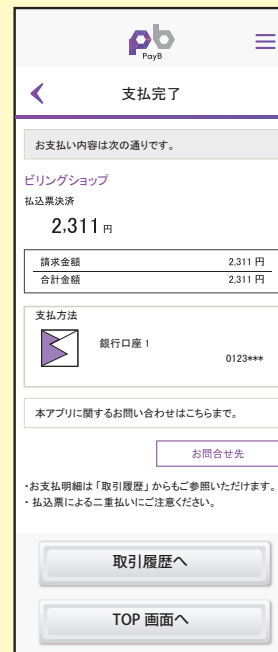 pb
PayB
支払完了
お支払い内容は次の通りです。
ビリングショップ
払込票決済
2,311 円
請求金額 2,311 円
合計金額 2,311 円
支払方法
銀行口座 1
0123***
本アプリに関するお問い合わせはこちらまで。
お問合せ先
・お支払明細は「取引履歴」からもご参照いただけます。
・払込票による二重払いにご注意ください。
取引履歴へ
TOP 画面へ